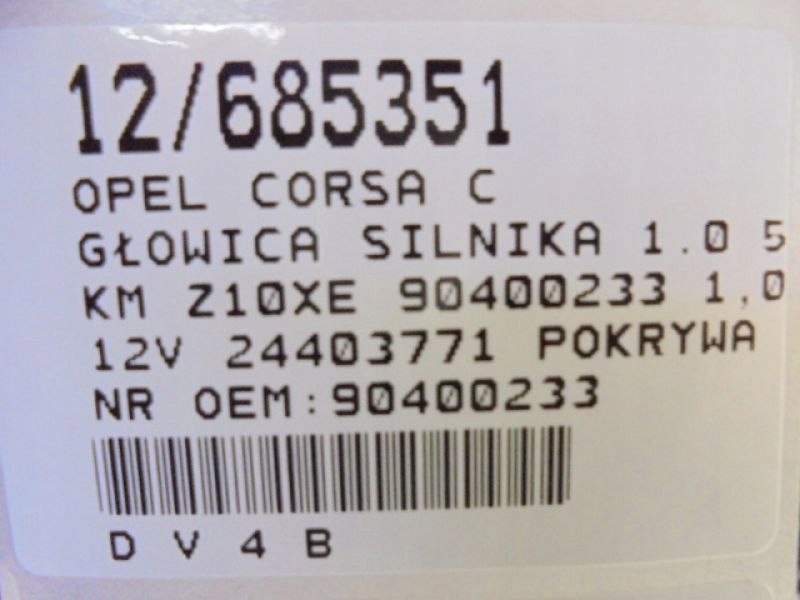 12/685351
OPEL CORSA C
GŁOWICA SILNIKA 1.0 5
KM Z10XE 90400233 1,0
12V 24403771 POKRYWA
NR OEM:90400233
D V 4 B